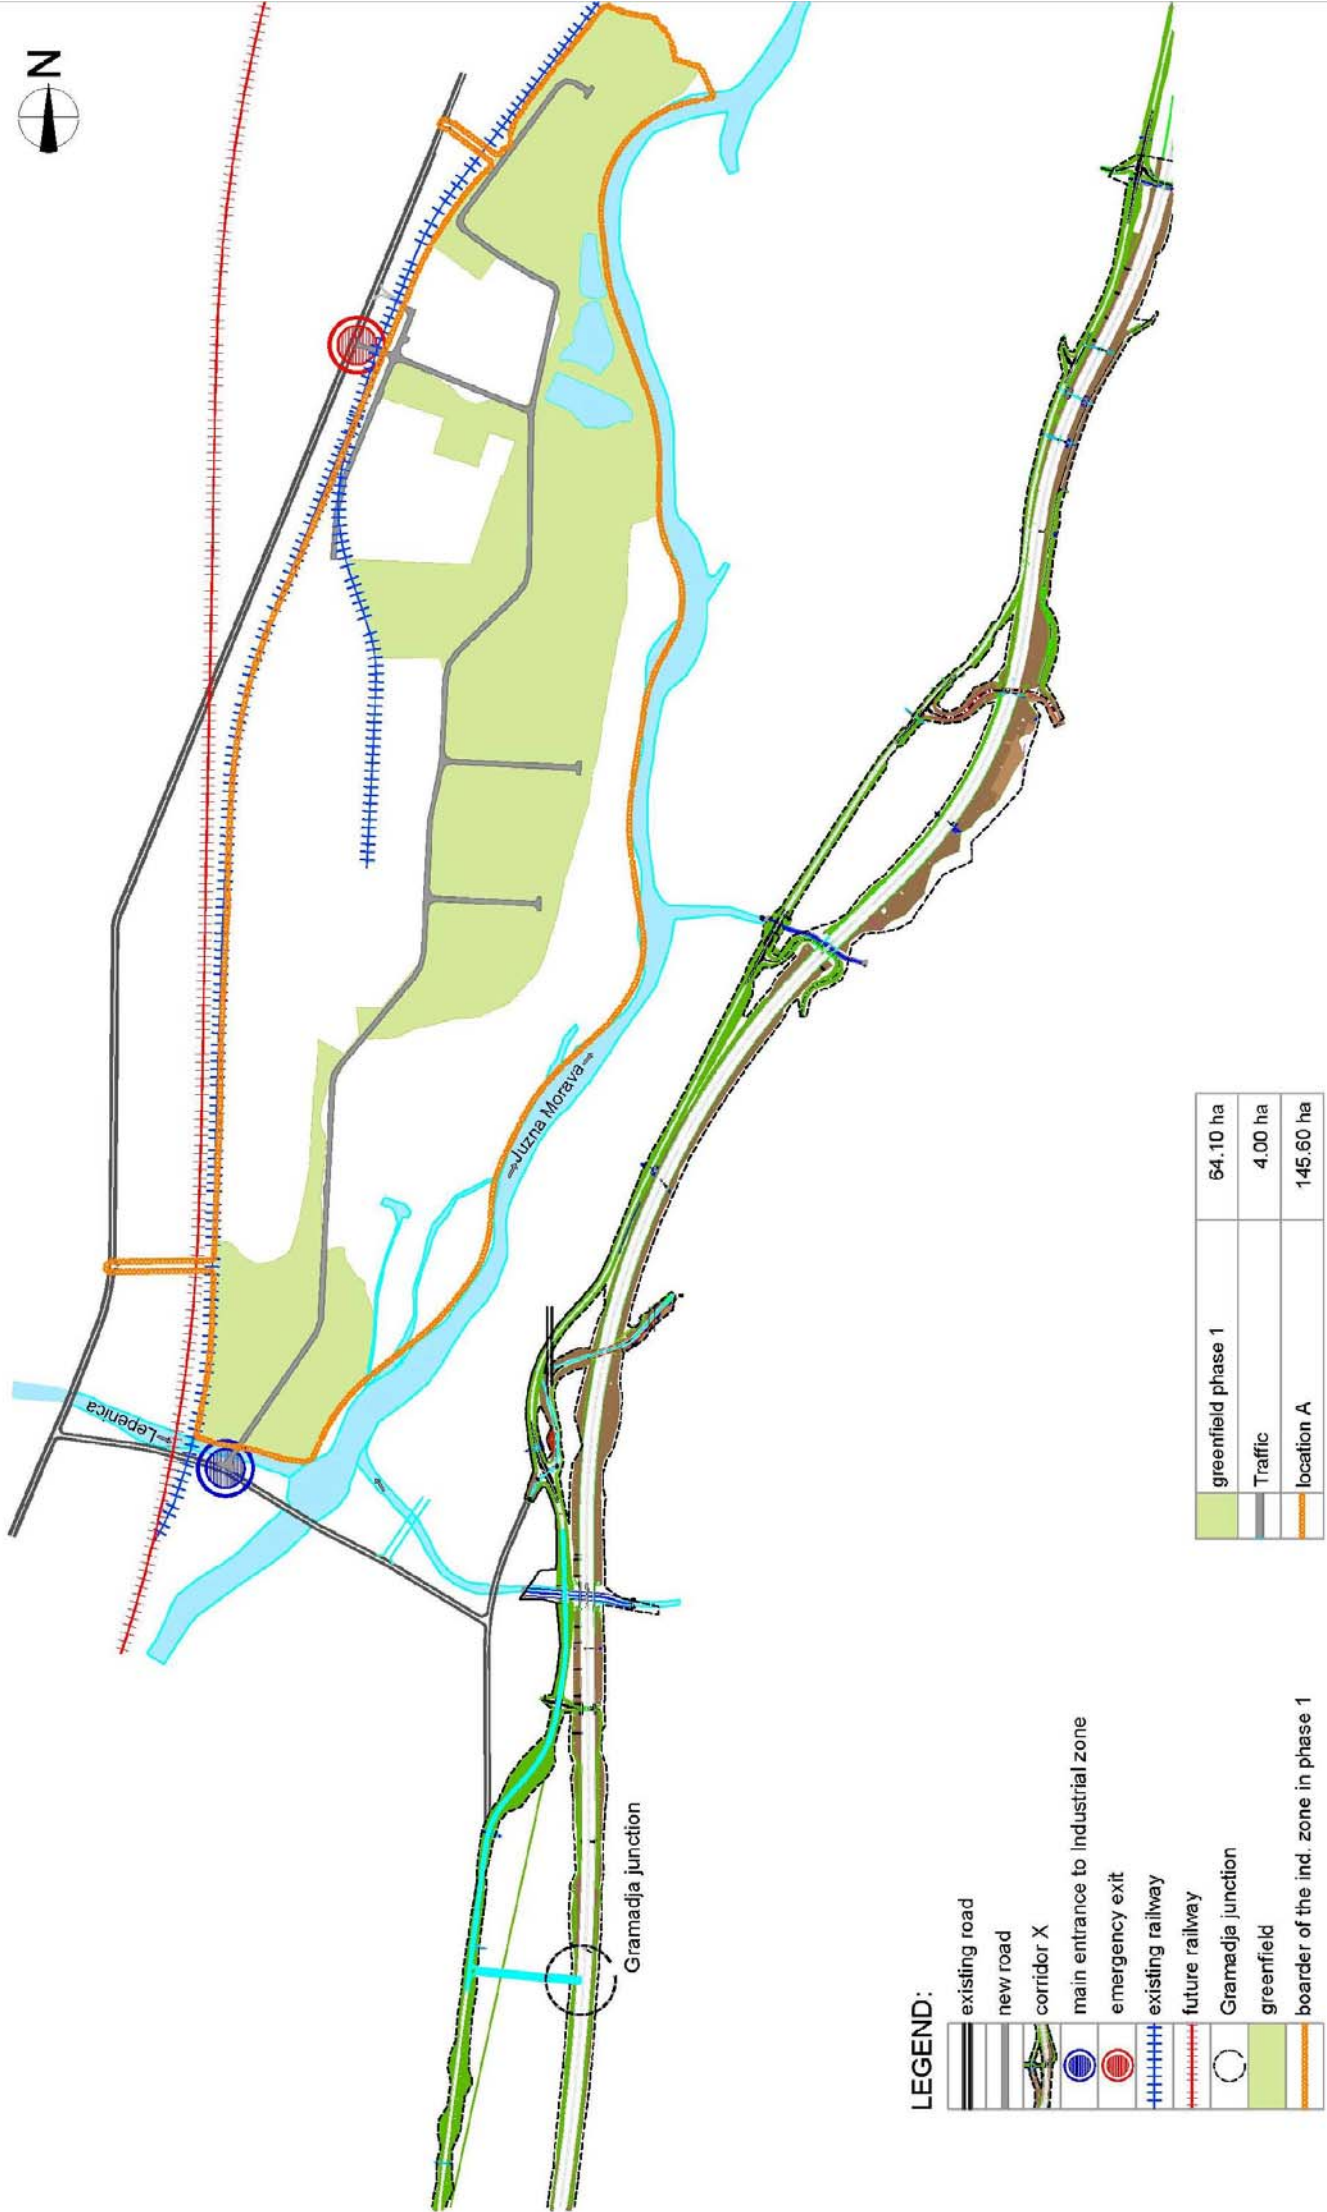 N
←Lepenica
→Juzna Morava→
Gramadja junction
LEGEND:
existing road
new road
corridor X
main entrance to Industrial zone
emergency exit
existing railway
future railway
Gramadja junction
greenfield
boarder of the ind. zone in phase 1
greenfield phase 1 64.10 ha
Traffic 4.00 ha
location A 145.60 ha